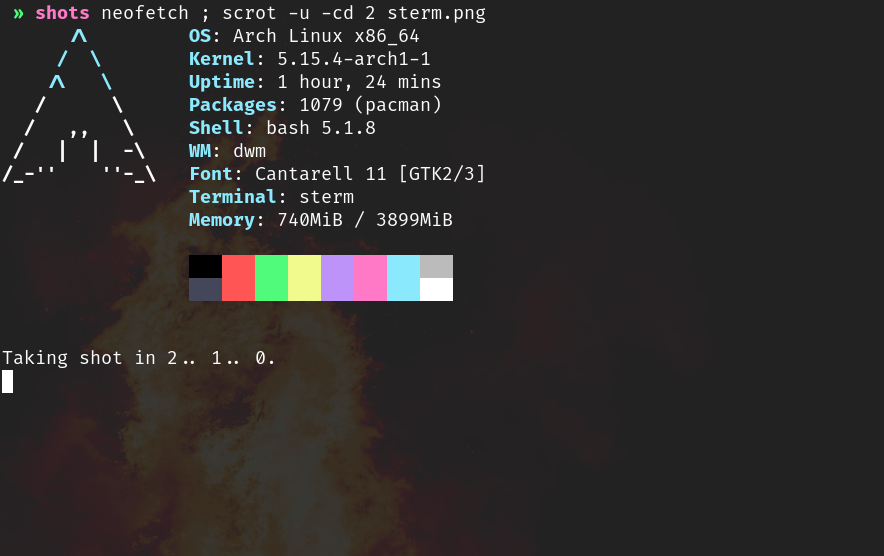 » shots neofetch ; scrot -u -cd 2 sterm.png
       /\         OS: Arch Linux x86_64
      /  \        Kernel: 5.15.4-arch1-1
     /\   \       Uptime: 1 hour, 24 mins
    /      \      Packages: 1079 (pacman)
   /   ,,   \     Shell: bash 5.1.8
  /   |  |  -\    WM: dwm
 /_-''    ''-_\   Font: Cantarell 11 [GTK2/3]
                  Terminal: sterm
                  Memory: 740MiB / 3899MiB
Taking shot in 2.. 1.. 0.